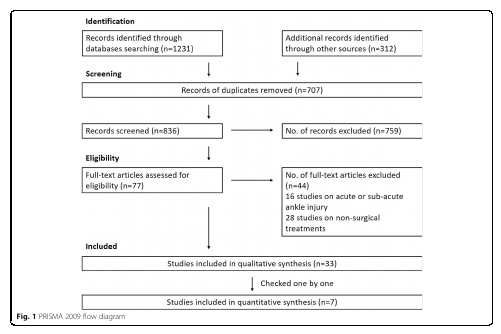 Identification
Records identified through
databases searching (n=1231)
Additional records identified
through other sources (n=312)
Screening
Records of duplicates removed (n=707)
Records screened (n=836)
No. of records excluded (n=759)
Eligibility
Full-text articles assessed for
eligibility (n=77)
No. of full-text articles excluded
(n=44)
16 studies on acute or sub-acute
ankle injury
28 studies on non-surgical
treatments
Included
Studies included in qualitative synthesis (n=33)
Checked one by one
Studies included in quantitative synthesis (n=7)
Fig. 1 PRISMA 2009 flow diagram